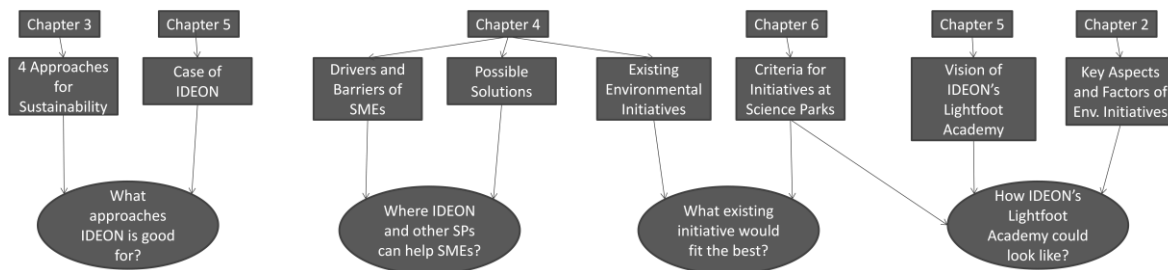 Chapter 3
Chapter 5
Chapter 4
Chapter 6
Chapter 5
Chapter 2
4 Approaches
for
Sustainability
Case of
IDEON
Drivers and
Barriers of
SMEs
Possible
Solutions
Existing
Environmental
Initiatives
Criteria for
Initiatives at
Science Parks
Vision of
IDEON’s
Lightfoot
Academy
Key Aspects
and Factors of
Env. Initiatives
What
approaches
IDEON is good
for?
Where IDEON
and other SPs
can help SMEs?
What existing
initiative would
fit the best?
How IDEON’s
Lightfoot
Academy could
look like?